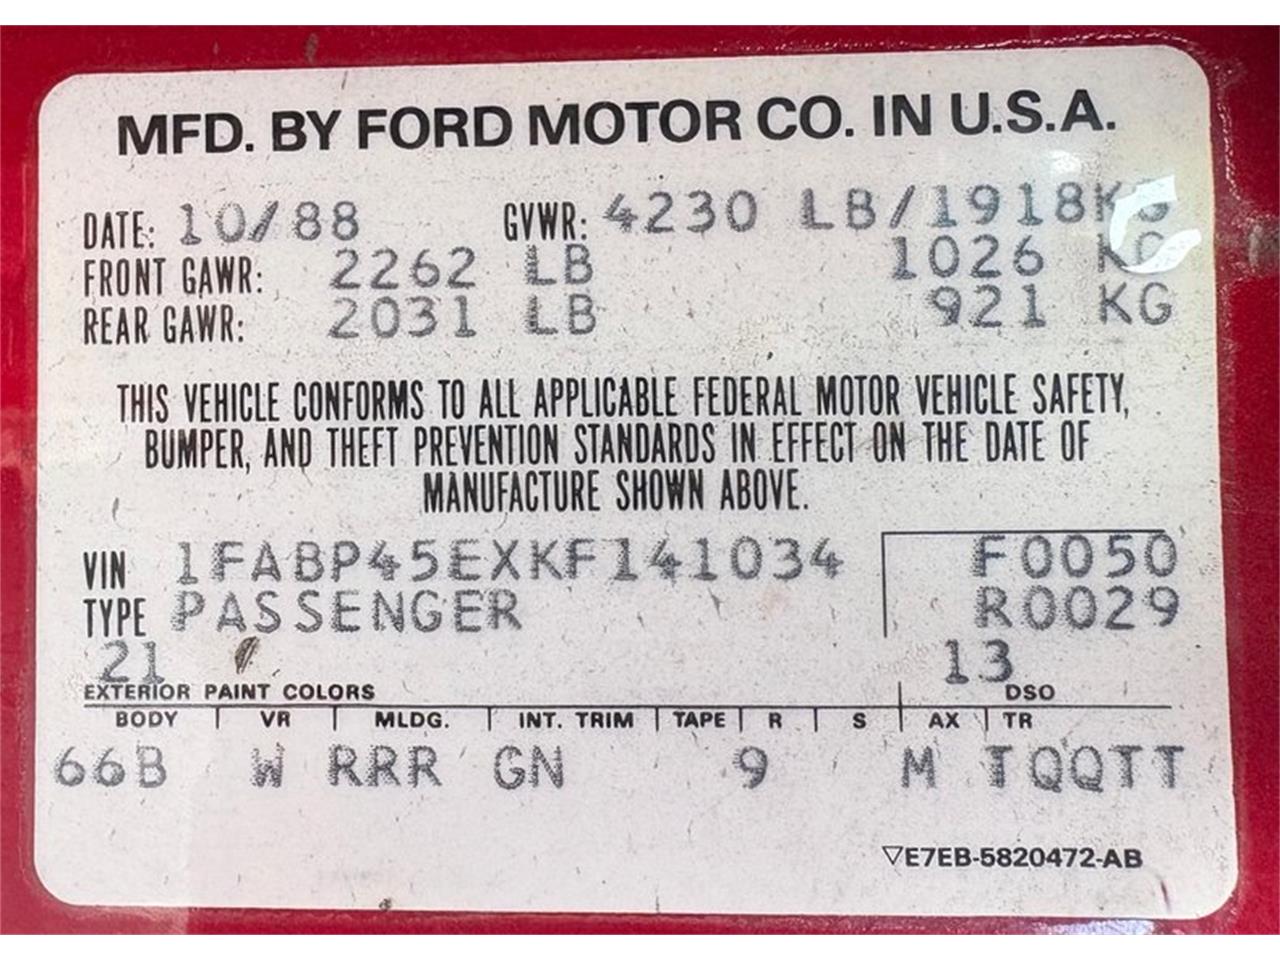 MFD. BY FORD MOTOR CO. IN U.S.A.
DATE: 10/88 GVWR: 4230 LB/1918KG
FRONT GAWR: 2262 LB 1026 KG
REAR GAWR: 2031 LB 921 KG
THIS VEHICLE CONFORMS TO ALL APPLICABLE FEDERAL MOTOR VEHICLE SAFETY,
BUMPER, AND THEFT PREVENTION STANDARDS IN EFFECT ON THE DATE OF
MANUFACTURE SHOWN ABOVE.
VIN 1FABP45EXKF141034 F0050
TYPE PASSENGER R0029
21 13
EXTERIOR PAINT COLORS DSO
BODY VR MLDG. INT. TRIM TAPE R S AX TR
66B W RRR GN 9 M TQQTT
▽E7EB-5820472-AB